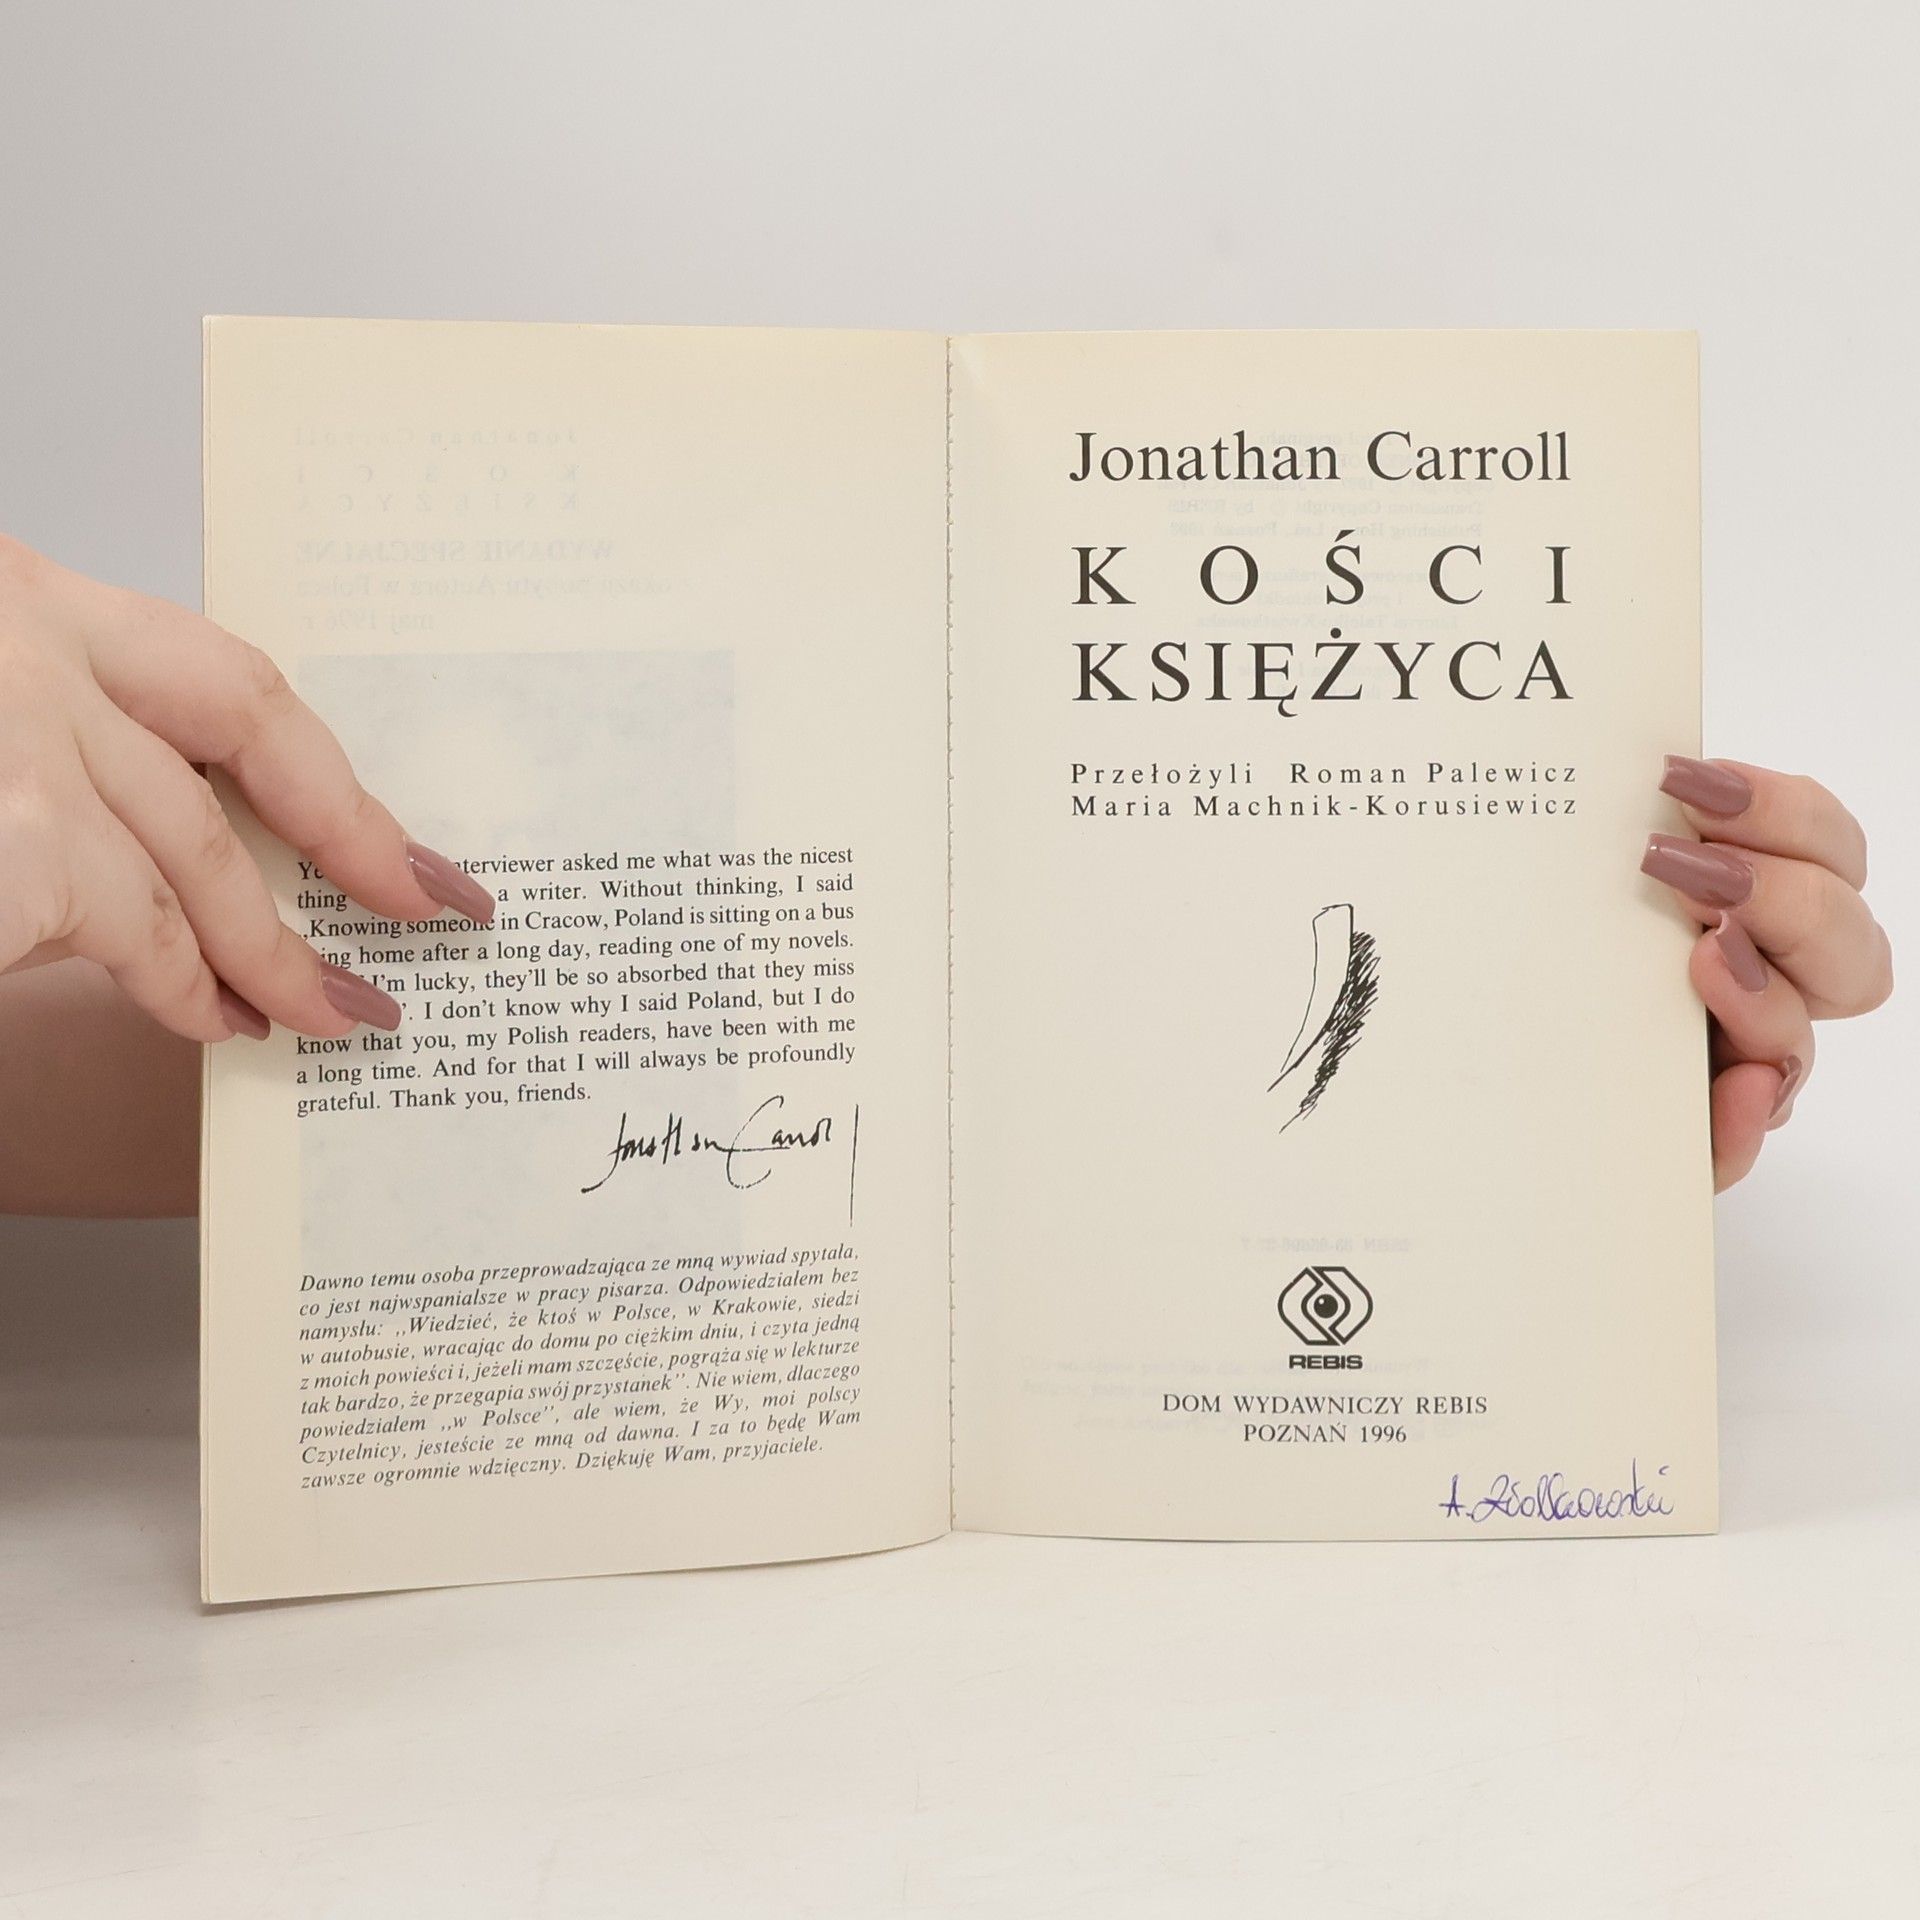 Ye nterviewer asked me what was the nicest
thing a writer. Without thinking, I said
„Knowing someone in Cracow, Poland is sitting on a bus
ing home after a long day, reading one of my novels.
I'm lucky, they'll be so absorbed that they miss
”. I don't know why I said Poland, but I do
know that you, my Polish readers, have been with me
a long time. And for that I will always be profoundly
grateful. Thank you, friends.
Jonathan Carroll
Dawno temu osoba przeprowadzająca ze mną wywiad spytała,
co jest najwspanialsze w pracy pisarza. Odpowiedziałem bez
namysłu: „Wiedzieć, że ktoś w Polsce, w Krakowie, siedzi
w autobusie, wracając do domu po ciężkim dniu, i czyta jedną
z moich powieści i, jeżeli mam szczęście, pogrąża się w lekturze
tak bardzo, że przegapia swój przystanek”. Nie wiem, dlaczego
powiedziałem „w Polsce”, ale wiem, że Wy, moi polscy
Czytelnicy, jesteście ze mną od dawna. I za to będę Wam
zawsze ogromnie wdzięczny. Dziękuję Wam, przyjaciele.
Jonathan Carroll
KOŚCI
KSIĘŻYCA
Przełożyli Roman Palewicz
Maria Machnik-Korusiewicz
REBIS
DOM WYDAWNICZY REBIS
POZNAŃ 1996
A. Ziółkowski